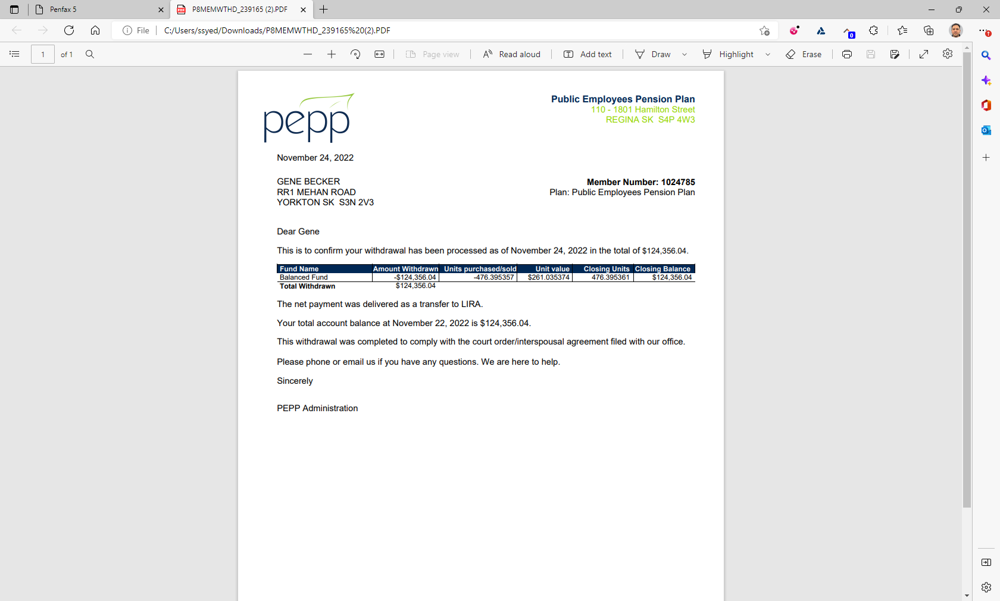 Penfax 5
P8MEMWTHD_239165 (2).PDF
File
C:/Users/ssyed/Downloads/P8MEMWTHD_239165%20(2).PDF
0
1 of 1
Page view
Read aloud
Add text
Draw
Highlight
Erase
pepp
Public Employees Pension Plan
110 - 1801 Hamilton Street
REGINA SK S4P 4W3
November 24, 2022
GENE BECKER
RR1 MEHAN ROAD
YORKTON SK S3N 2V3
Member Number: 1024785
Plan: Public Employees Pension Plan
Dear Gene
This is to confirm your withdrawal has been processed as of November 24, 2022 in the total of $124,356.04.
Fund Name Amount Withdrawn Units purchased/sold Unit value Closing Units Closing Balance
Balanced Fund -$124,356.04 -476.395357 $261.035374 476.395361 $124,356.04
Total Withdrawn $124,356.04
The net payment was delivered as a transfer to LIRA.
Your total account balance at November 22, 2022 is $124,356.04.
This withdrawal was completed to comply with the court order/interspousal agreement filed with our office.
Please phone or email us if you have any questions. We are here to help.
Sincerely
PEPP Administration